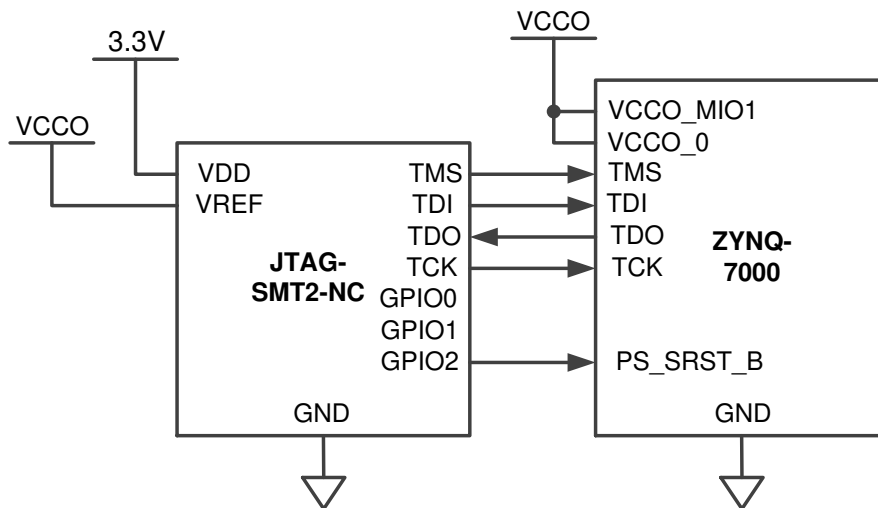 VCCO
3.3V
VCCO
VCCO_MIO1
VCCO_0
VDD
TMS
TMS
VREF
TDI
TDI
TDO
TDO
JTAG-
SMT2-NC
ZYNQ-
7000
TCK
TCK
GPIO0
GPIO1
GPIO2
PS_SRST_B
GND
GND